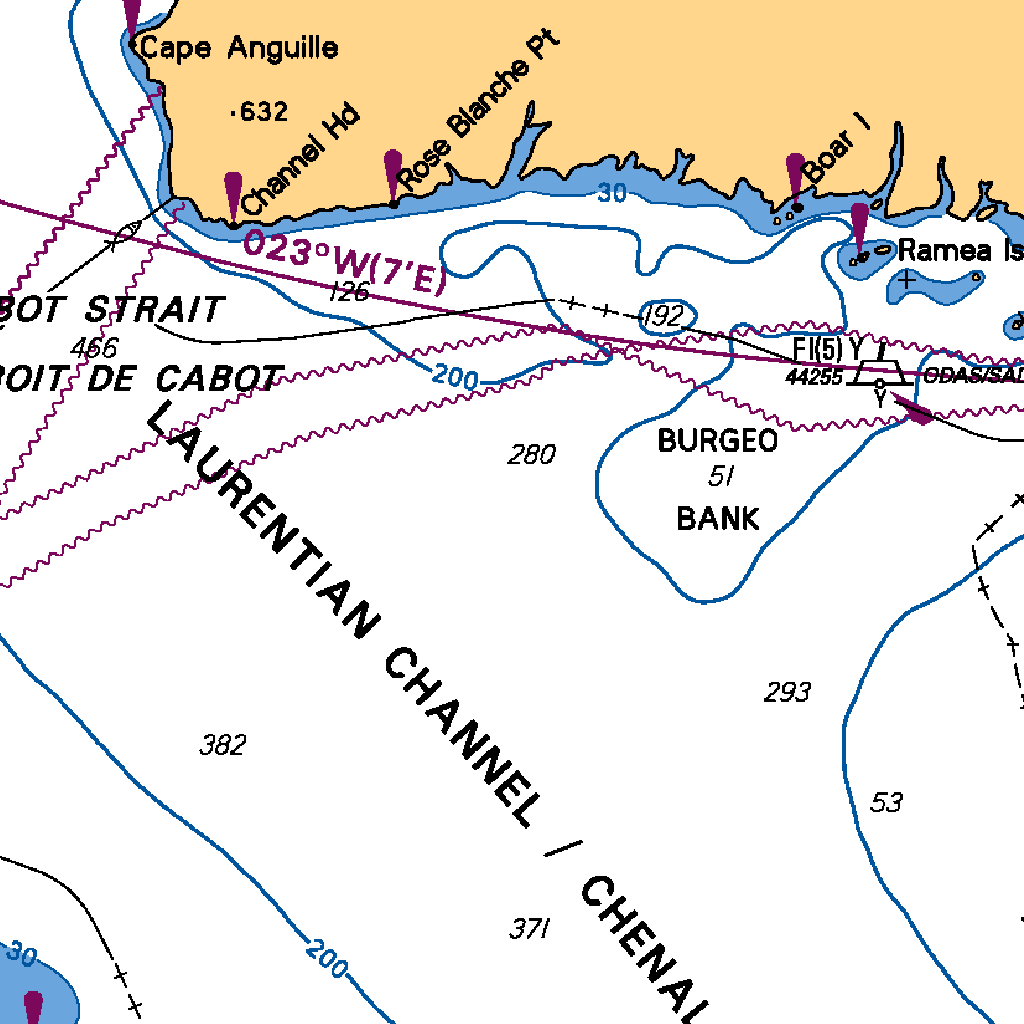 Cape Anguille
632
Channel Hd
Rose Blanche Pt
Boar I
30
023°W(7'E)
Ramea Is
126
BOT STRAIT
192
466
Fl(5) Y
OIT DE CABOT
200
44255
ODAS/SAD
Y
BURGEO
280
51
BANK
LAURENTIAN CHANNEL / CHENAL
293
382
53
371
30
200